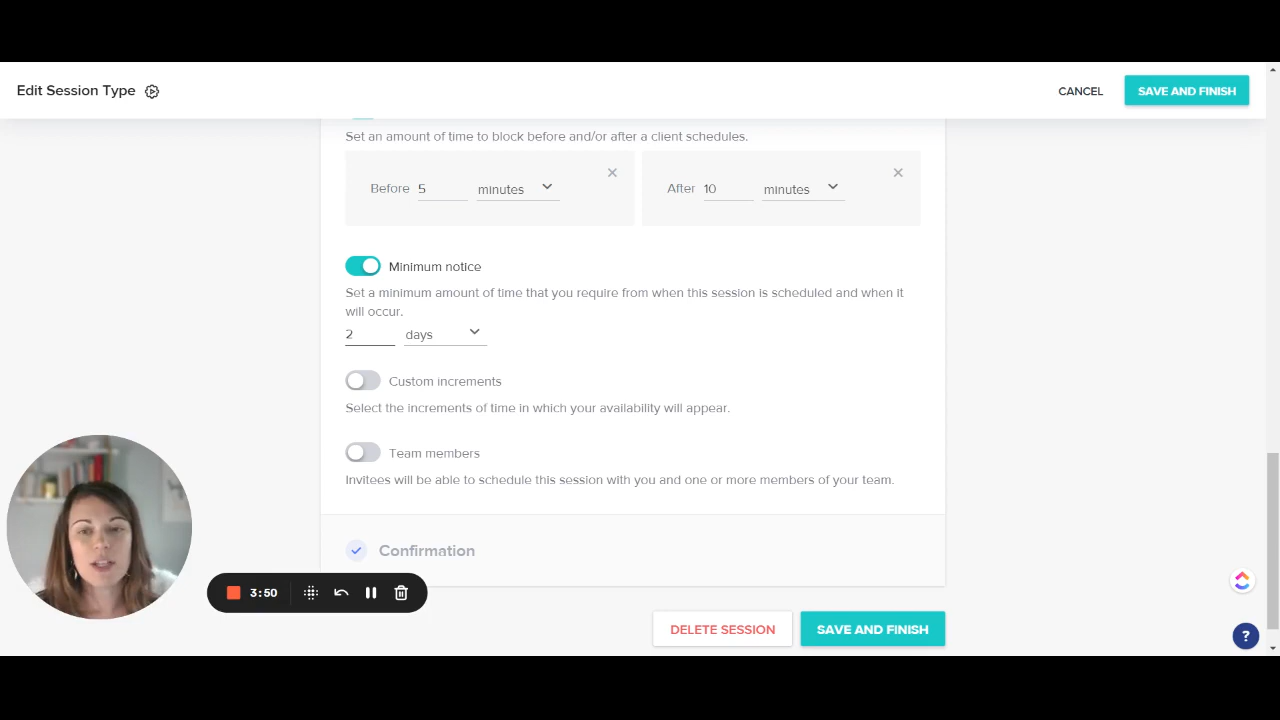 Edit Session Type
CANCEL
SAVE AND FINISH
Set an amount of time to block before and/or after a client schedules.
Before 5 minutes
After 10 minutes
Minimum notice
Set a minimum amount of time that you require from when this session is scheduled and when it
will occur.
2 days
Custom increments
Select the increments of time in which your availability will appear.
Team members
Invitees will be able to schedule this session with you and one or more members of your team.
Confirmation
3:50
DELETE SESSION
SAVE AND FINISH
?